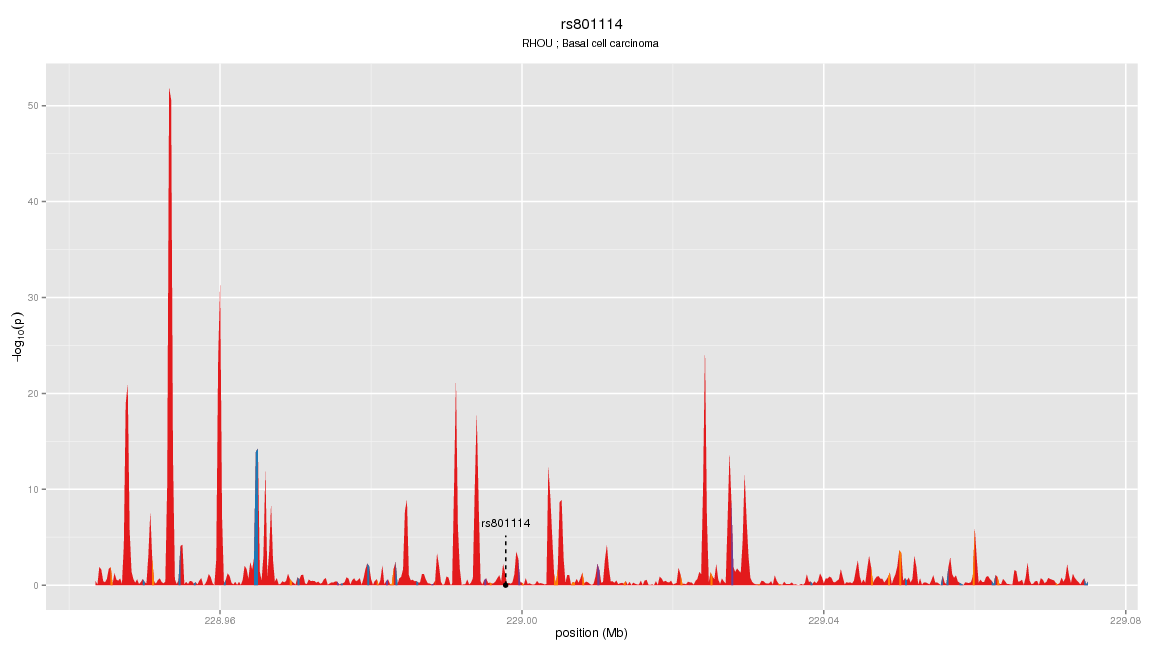 rs801114
RHOU ; Basal cell carcinoma
50
40
30
20
10
0
−log10(p)
rs801114
228.96
229.00
229.04
229.08
position (Mb)